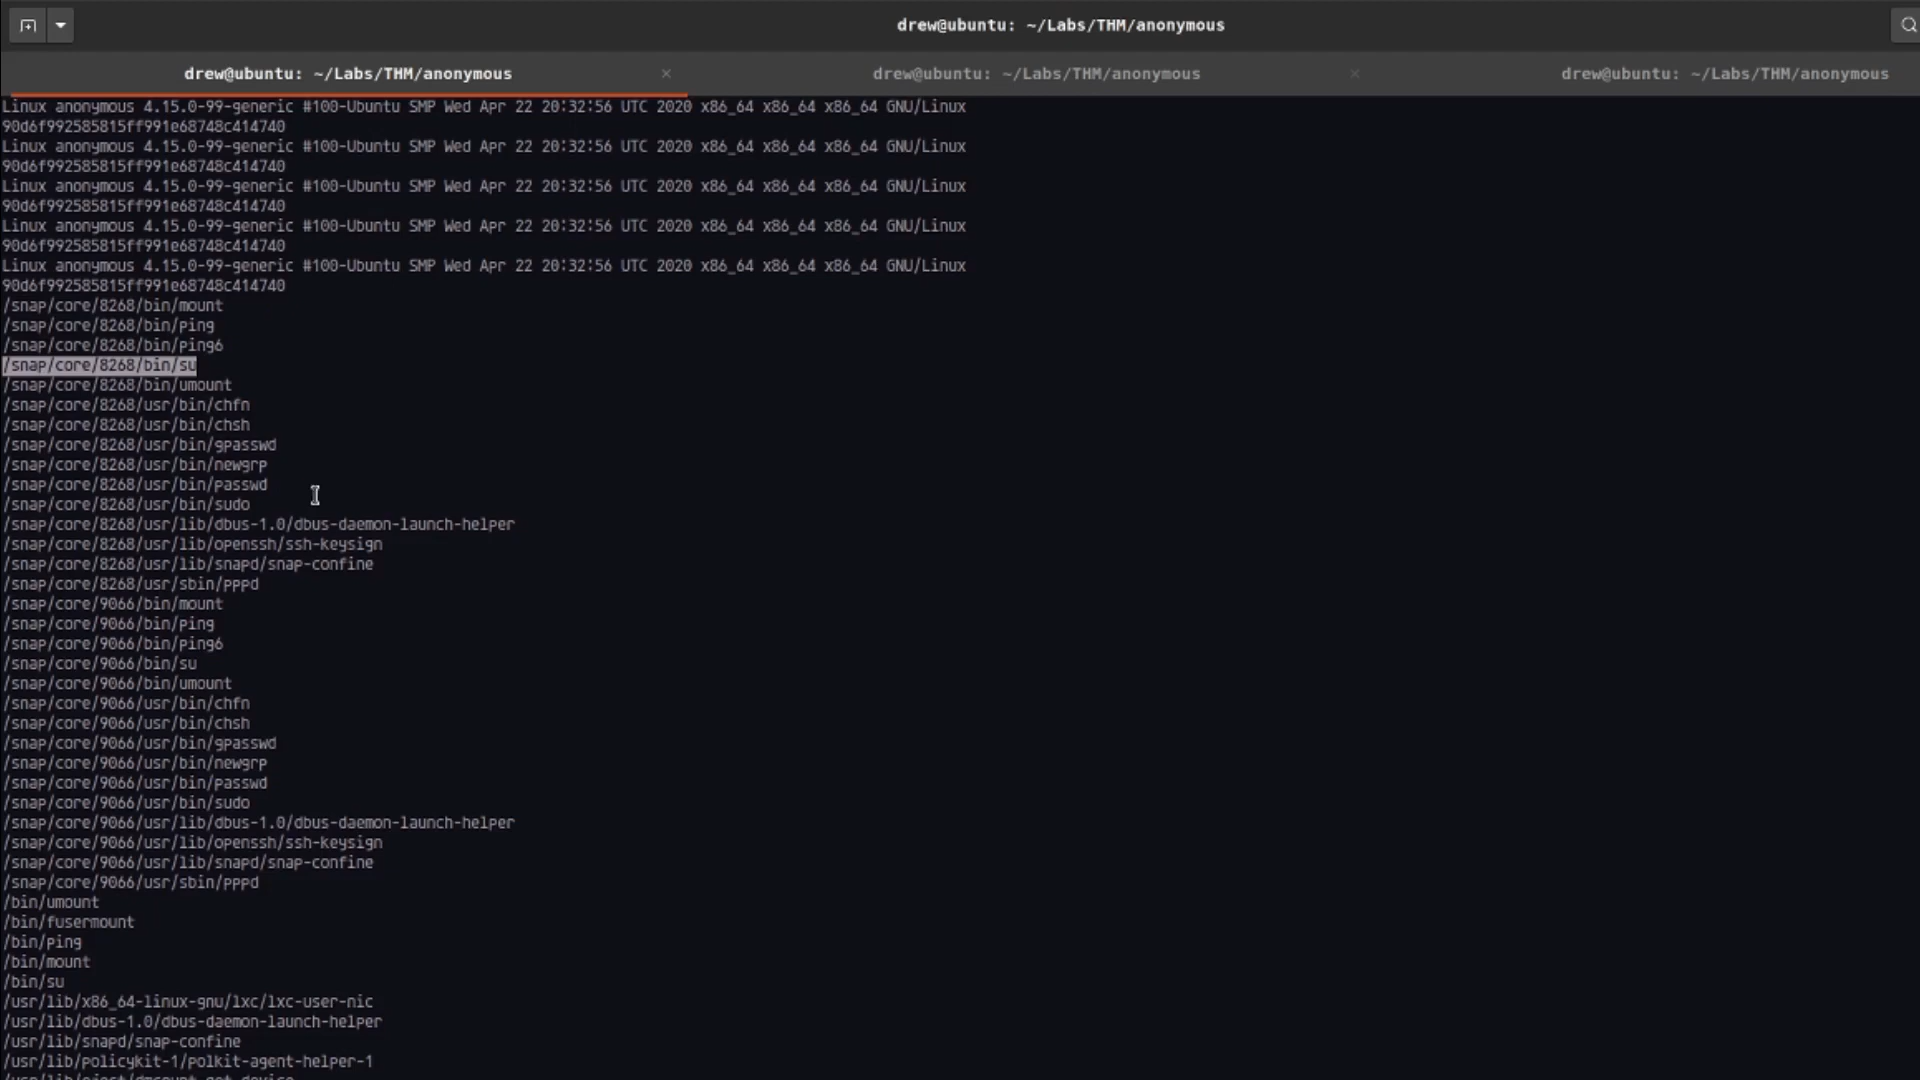 drew@ubuntu: ~/Labs/THM/anonymous
drew@ubuntu: ~/Labs/THM/anonymous × drew@ubuntu: ~/Labs/THM/anonymous × drew@ubuntu: ~/Labs/THM/anonymous
Linux anonymous 4.15.0-99-generic #100-Ubuntu SMP Wed Apr 22 20:32:56 UTC 2020 x86_64 x86_64 x86_64 GNU/Linux
90d6f992585815ff991e68748c414740
Linux anonymous 4.15.0-99-generic #100-Ubuntu SMP Wed Apr 22 20:32:56 UTC 2020 x86_64 x86_64 x86_64 GNU/Linux
90d6f992585815ff991e68748c414740
Linux anonymous 4.15.0-99-generic #100-Ubuntu SMP Wed Apr 22 20:32:56 UTC 2020 x86_64 x86_64 x86_64 GNU/Linux
90d6f992585815ff991e68748c414740
Linux anonymous 4.15.0-99-generic #100-Ubuntu SMP Wed Apr 22 20:32:56 UTC 2020 x86_64 x86_64 x86_64 GNU/Linux
90d6f992585815ff991e68748c414740
Linux anonymous 4.15.0-99-generic #100-Ubuntu SMP Wed Apr 22 20:32:56 UTC 2020 x86_64 x86_64 x86_64 GNU/Linux
90d6f992585815ff991e68748c414740
/snap/core/8268/bin/mount
/snap/core/8268/bin/ping
/snap/core/8268/bin/ping6
/snap/core/8268/bin/su
/snap/core/8268/bin/umount
/snap/core/8268/usr/bin/chfn
/snap/core/8268/usr/bin/chsh
/snap/core/8268/usr/bin/gpasswd
/snap/core/8268/usr/bin/newgrp
/snap/core/8268/usr/bin/passwd
/snap/core/8268/usr/bin/sudo
/snap/core/8268/usr/lib/dbus-1.0/dbus-daemon-launch-helper
/snap/core/8268/usr/lib/openssh/ssh-keysign
/snap/core/8268/usr/lib/snapd/snap-confine
/snap/core/8268/usr/sbin/pppd
/snap/core/9066/bin/mount
/snap/core/9066/bin/ping
/snap/core/9066/bin/ping6
/snap/core/9066/bin/su
/snap/core/9066/bin/umount
/snap/core/9066/usr/bin/chfn
/snap/core/9066/usr/bin/chsh
/snap/core/9066/usr/bin/gpasswd
/snap/core/9066/usr/bin/newgrp
/snap/core/9066/usr/bin/passwd
/snap/core/9066/usr/bin/sudo
/snap/core/9066/usr/lib/dbus-1.0/dbus-daemon-launch-helper
/snap/core/9066/usr/lib/openssh/ssh-keysign
/snap/core/9066/usr/lib/snapd/snap-confine
/snap/core/9066/usr/sbin/pppd
/bin/umount
/bin/fusermount
/bin/ping
/bin/mount
/bin/su
/usr/lib/x86_64-linux-gnu/lxc/lxc-user-nic
/usr/lib/dbus-1.0/dbus-daemon-launch-helper
/usr/lib/snapd/snap-confine
/usr/lib/policykit-1/polkit-agent-helper-1